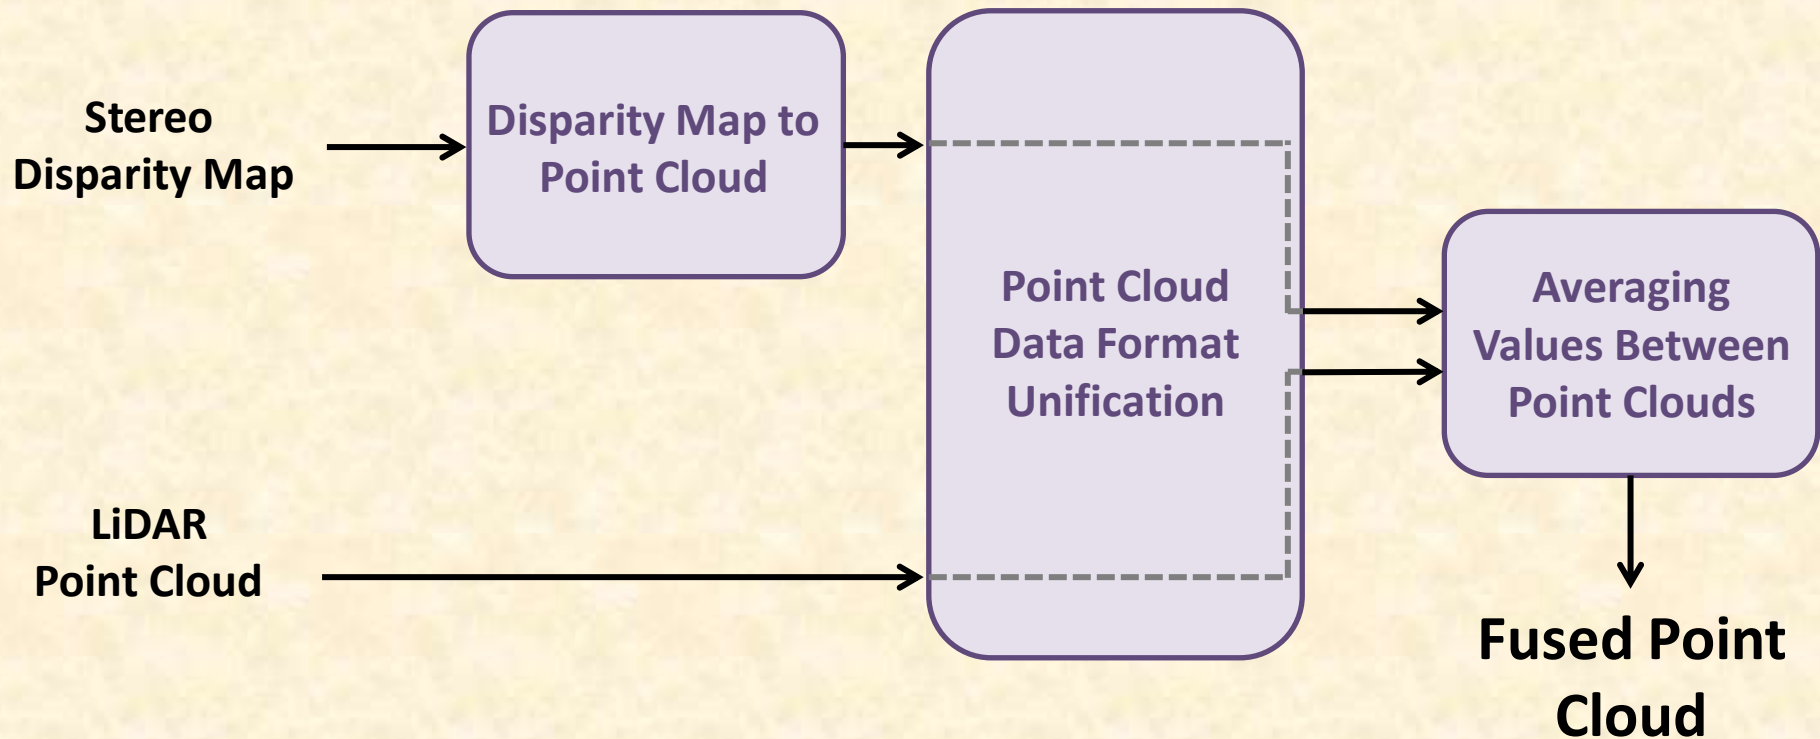 Stereo
Disparity Map
Disparity Map to
Point Cloud
Point Cloud
Data Format
Unification
Averaging
Values Between
Point Clouds
LiDAR
Point Cloud
Fused Point
Cloud